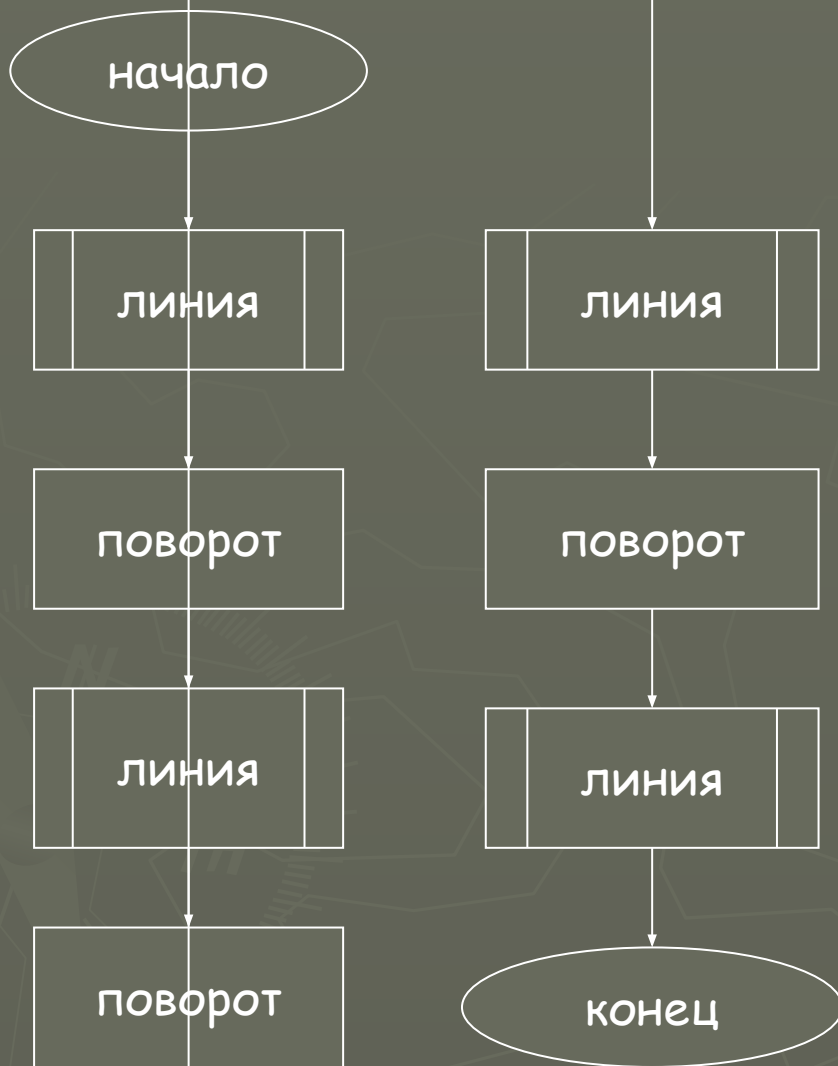 начало
линия
поворот
линия
поворот
линия
поворот
линия
конец